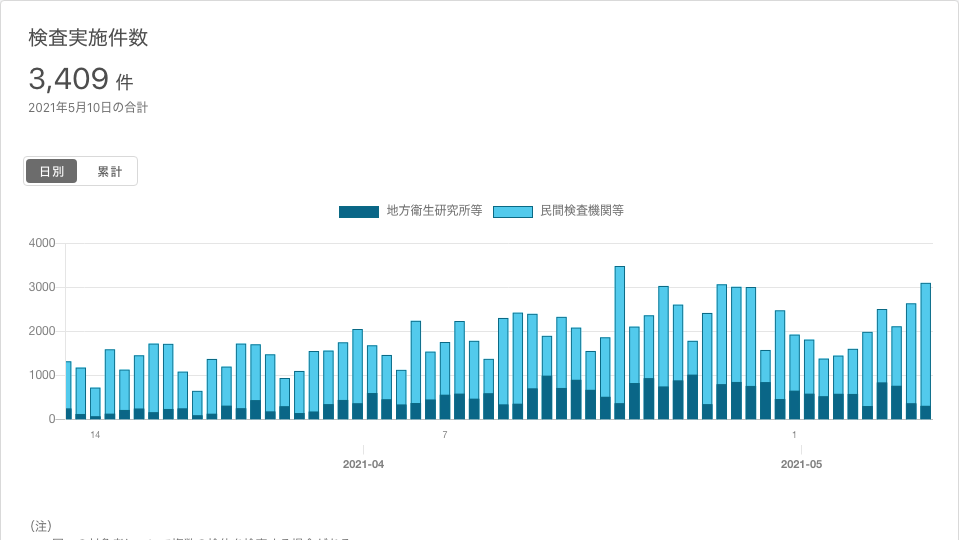 検査実施件数
3,409 件
2021年5月10日の合計
日別 累計
地方衛生研究所等 民間検査機関等
4000
3000
2000
1000
0
14 7 1
2021-04 2021-05
（注）